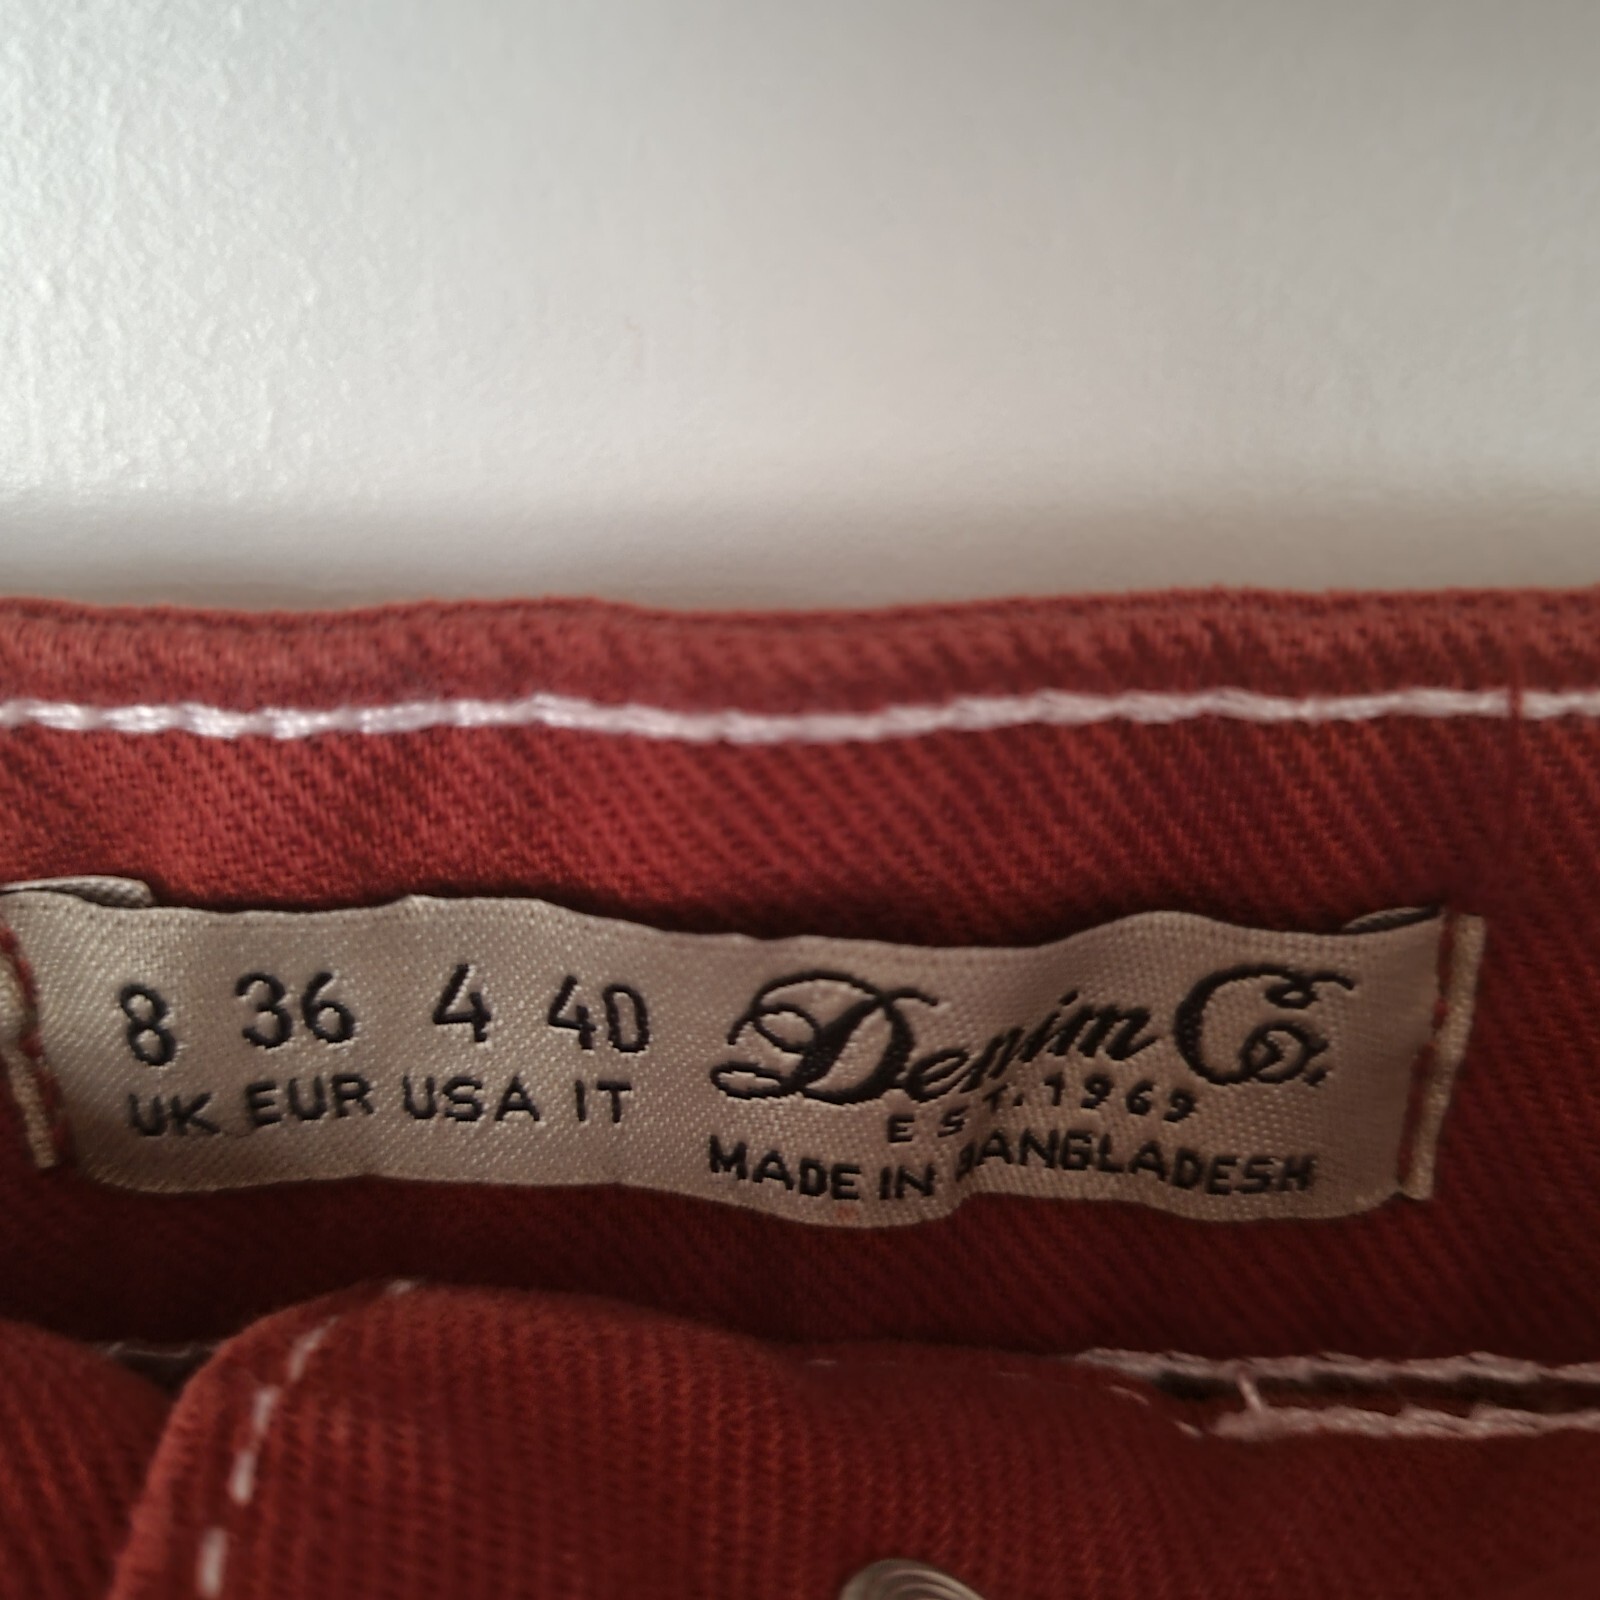 8 36 4 40
UK EUR USA IT
Denim Co.
EST. 1969
MADE IN BANGLADESH